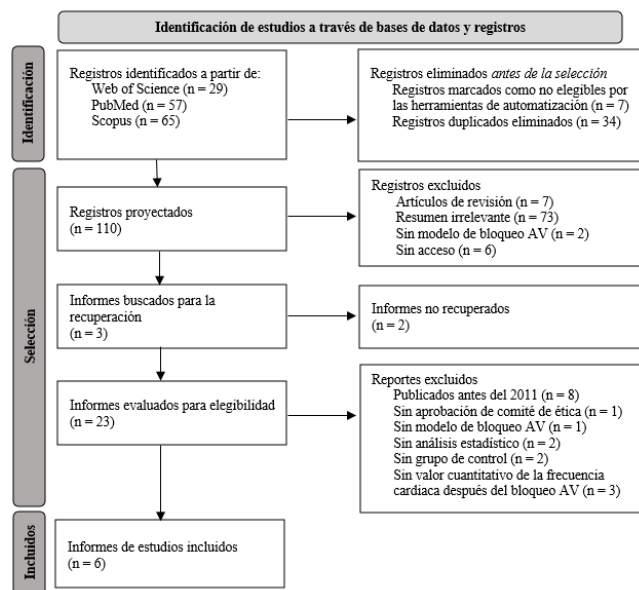 Identificación de estudios a través de bases de datos y registros
Identificación
Registros identificados a partir de:
Web of Science (n = 29)
PubMed (n = 57)
Scopus (n = 65)
Registros eliminados antes de la selección
Registros marcados como no elegibles por
las herramientas de automatización (n = 7)
Registros duplicados eliminados (n = 34)
Selección
Registros proyectados
(n = 110)
Registros excluidos
Artículos de revisión (n = 7)
Resumen irrelevante (n = 73)
Sin modelo de bloqueo AV (n = 2)
Sin acceso (n = 6)
Informes buscados para la
recuperación
(n = 3)
Informes no recuperados
(n = 2)
Informes evaluados para elegibilidad
(n = 23)
Reportes excluidos
Publicados antes del 2011 (n = 8)
Sin aprobación de comité de ética (n = 1)
Sin modelo de bloqueo AV (n = 1)
Sin análisis estadístico (n = 2)
Sin grupo de control (n = 2)
Sin valor cuantitativo de la frecuencia
cardíaca después del bloqueo AV (n = 3)
Incluidos
Informes de estudios incluidos
(n = 6)